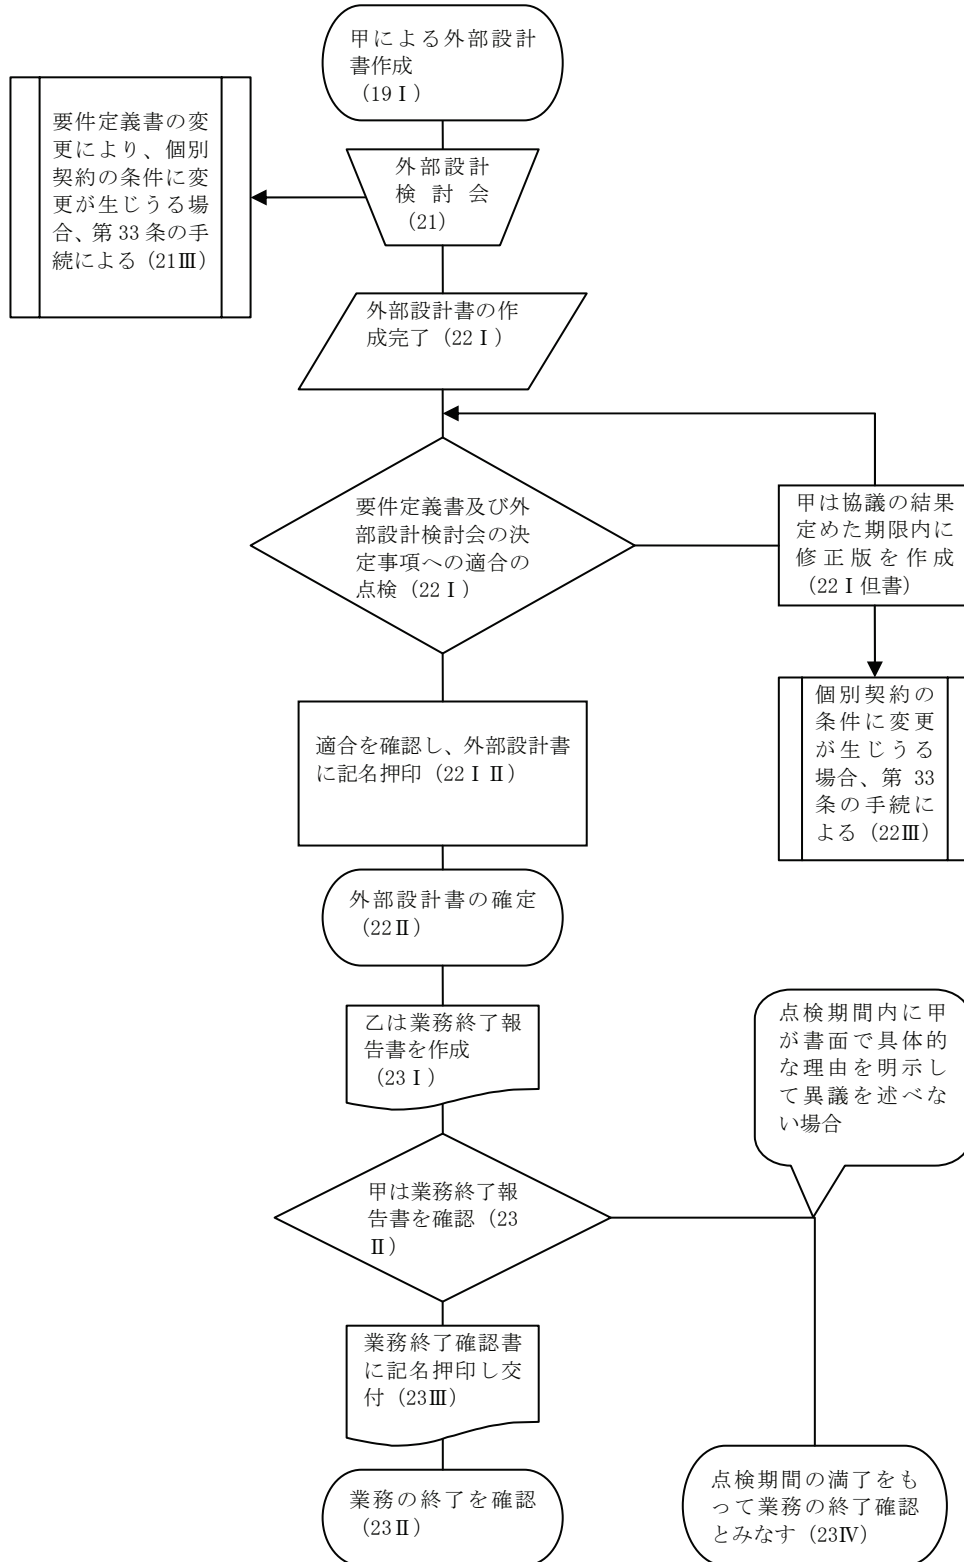 甲による外部設計
書作成
（19Ⅰ）
要件定義書の変
更により、個別
契約の条件に変
更が生じうる場
合、第 33 条の手
続による（21Ⅲ）
外部設計
検討会
（21）
外部設計書の作
成完了（22Ⅰ）
要件定義書及び外
部設計検討会の決
定事項への適合の
点検（22Ⅰ）
甲は協議の結果
定めた期限内に
修正版を作成
（22Ⅰ但書）
個別契約の
条件に変更
が生じうる
場合、第 33
条の手続に
よる（22Ⅲ）
適合を確認し、外部設計書
に記名押印（22ⅠⅡ）
外部設計書の確定
（22Ⅱ）
乙は業務終了報
告書を作成
（23Ⅰ）
点検期間内に甲
が書面で具体的
な理由を明示し
て異議を述べな
い場合
甲は業務終了報
告書を確認（23
Ⅱ）
業務終了確認書
に記名押印し交
付（23Ⅲ）
業務の終了を確認
（23Ⅱ）
点検期間の満了をも
って業務の終了確認
とみなす（23Ⅳ）